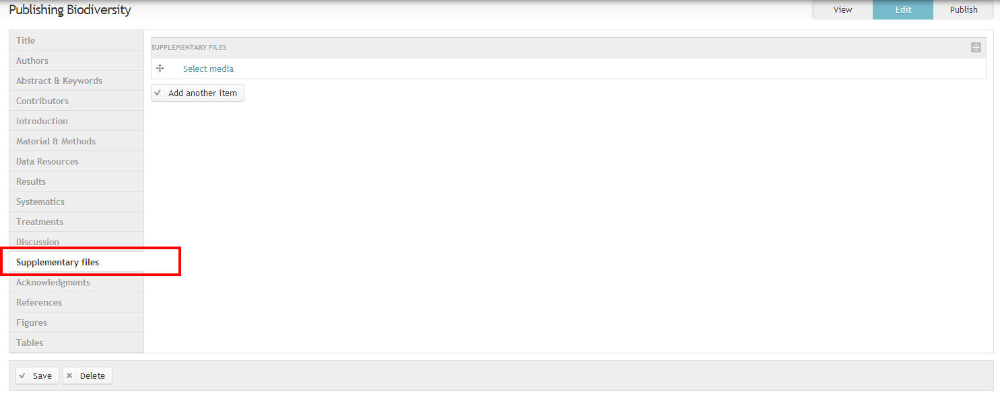 Publishing Biodiversity
View
Edit
Publish
Title
Authors
Abstract & Keywords
Contributors
Introduction
Material & Methods
Data Resources
Results
Systematics
Treatments
Discussion
Supplementary files
Acknowledgments
References
Figures
Tables
SUPPLEMENTARY FILES
Select media
Add another item
Save
Delete